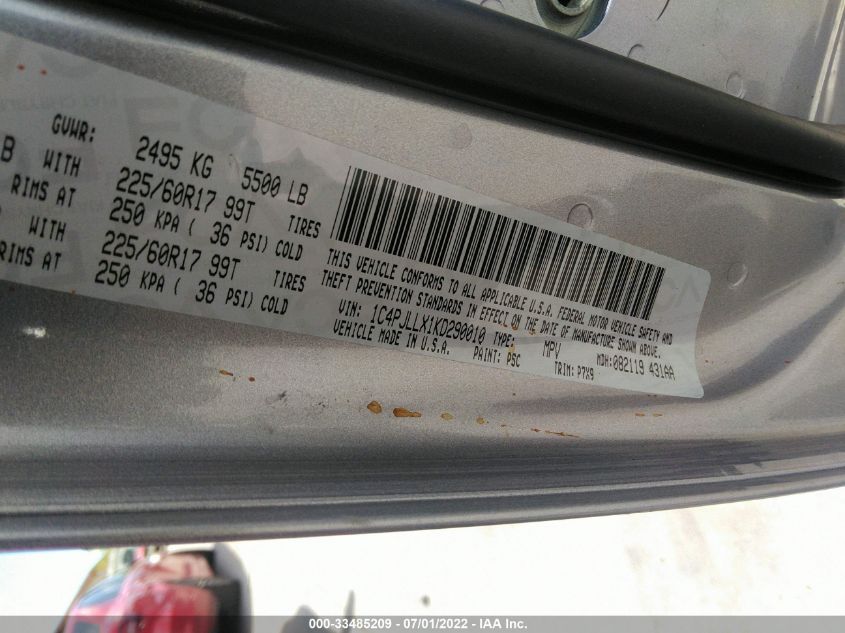 GVWR: 2495 KG 5500 LB
B WITH 225/60R17 99T TIRES
RIMS AT 250 KPA ( 36 PSI) COLD
WITH 225/60R17 99T TIRES
RIMS AT 250 KPA ( 36 PSI) COLD
THIS VEHICLE CONFORMS TO ALL APPLICABLE U.S.A. FEDERAL MOTOR VEHICLE SAFETY AND
THEFT PREVENTION STANDARDS IN EFFECT ON THE DATE OF MANUFACTURE SHOWN ABOVE.
VIN: 1C4PJLLX1KD290010 TYPE: MPV MDH:082119 431AA
VEHICLE MADE IN U.S.A. PAINT: PSC TRIM: P7X9
000-33485209 - 07/01/2022 - IAA Inc.